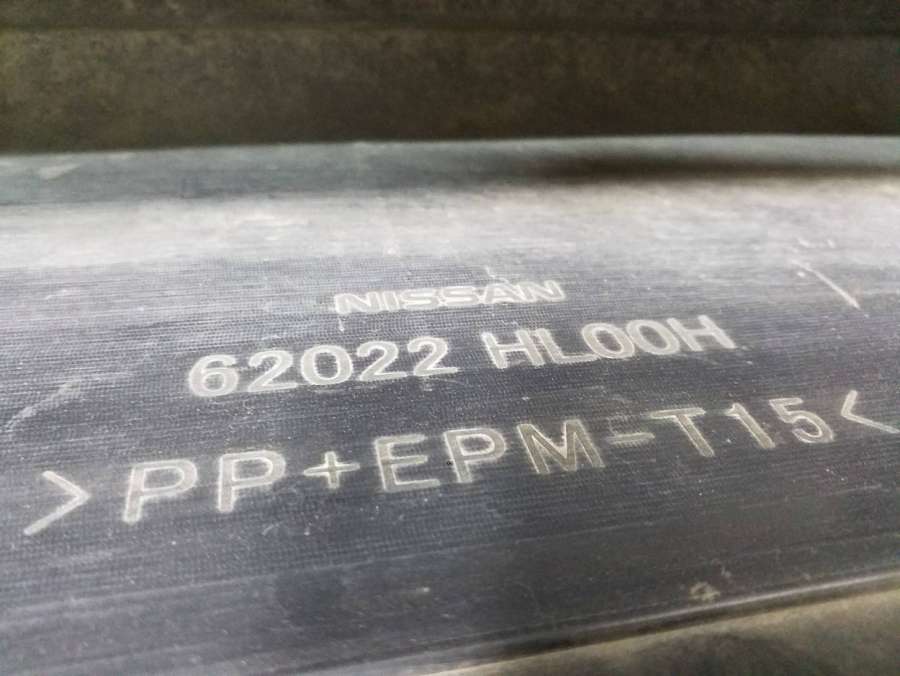 NISSAN
62022 HL00H
>PP+EPM-T15<